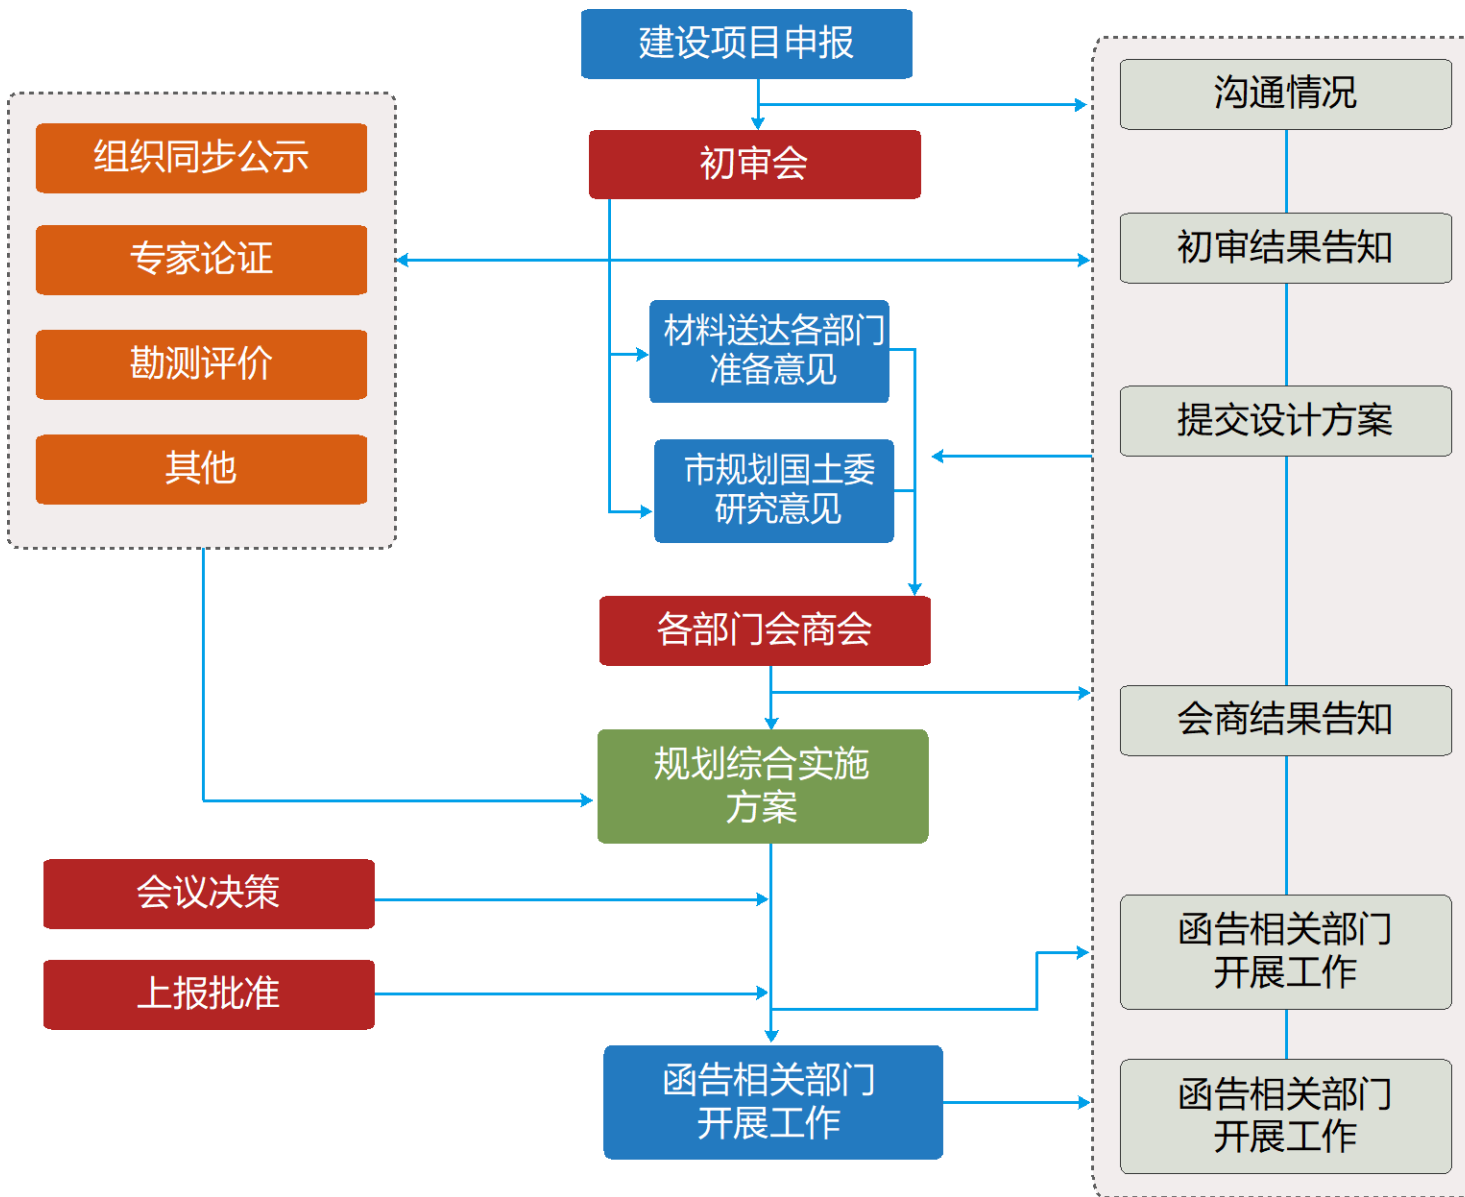 建设项目申报
初审会
组织同步公示
专家论证
勘测评价
其他
材料送达各部门
准备意见
市规划国土委
研究意见
各部门会商会
规划综合实施
方案
会议决策
上报批准
函告相关部门
开展工作
沟通情况
初审结果告知
提交设计方案
会商结果告知
函告相关部门
开展工作
函告相关部门
开展工作